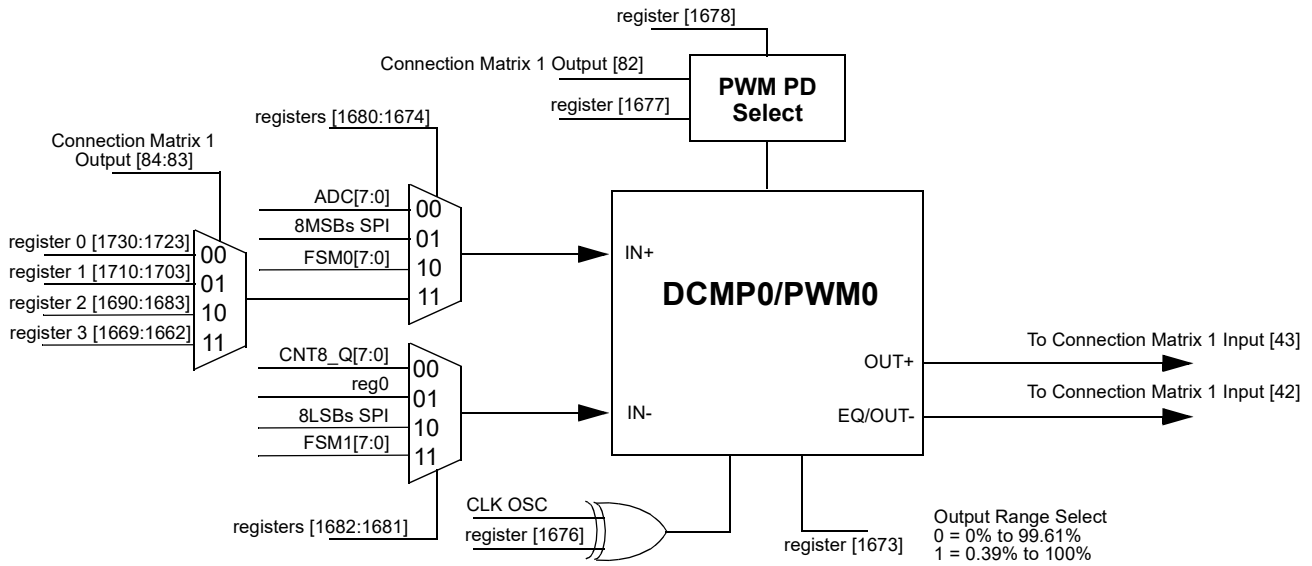 register [1678]
Connection Matrix 1 Output [82]
register [1677]
PWM PD
Select
registers [1680:1674]
Connection Matrix 1
Output [84:83]
register 0 [1730:1723]
register 1 [1710:1703]
register 2 [1690:1683]
register 3 [1669:1662]
00
01
10
11
ADC[7:0]
8MSBs SPI
FSM0[7:0]
00
01
10
11
CNT8_Q[7:0]
reg0
8LSBs SPI
FSM1[7:0]
00
01
10
11
registers [1682:1681]
IN+
DCMP0/PWM0
OUT+
IN-
EQ/OUT-
To Connection Matrix 1 Input [43]
To Connection Matrix 1 Input [42]
CLK OSC
register [1676]
register [1673]
Output Range Select
0 = 0% to 99.61%
1 = 0.39% to 100%